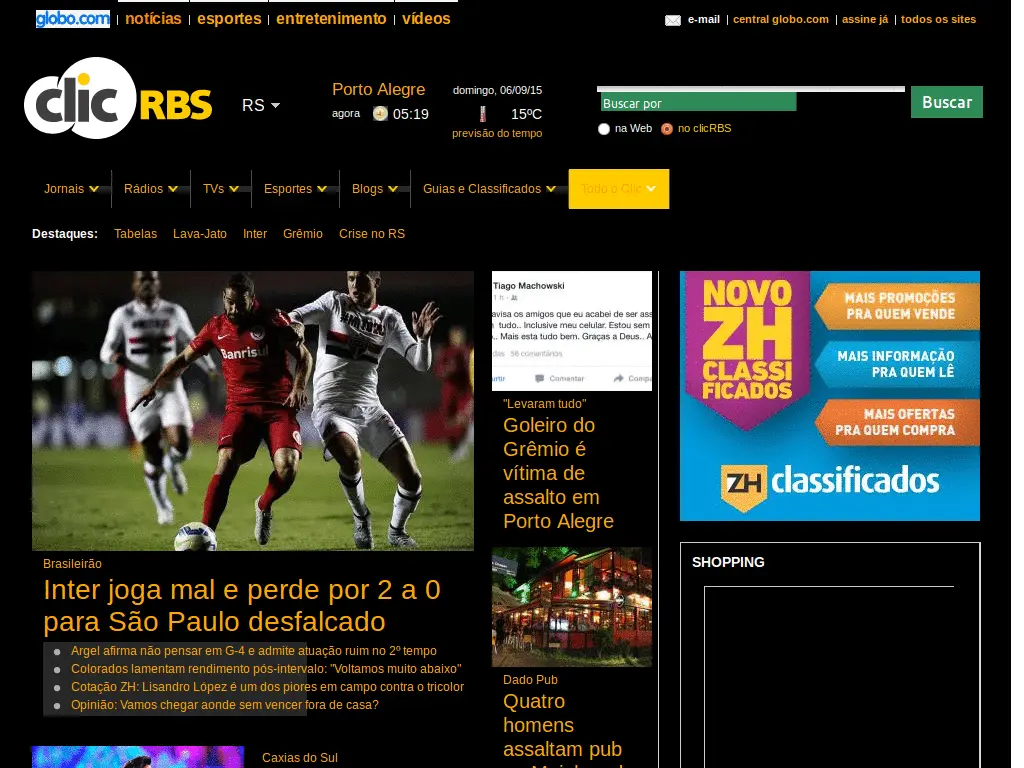 globo.com notícias esportes entretenimento vídeos
e-mail central globo.com assine já todos os sites
clic RBS
RS
Porto Alegre
domingo, 06/09/15
agora 05:19 15ºC
previsão do tempo
Buscar por
Buscar
na Web no clicRBS
Jornais Rádios TVs Esportes Blogs Guias e Classificados Todo o Clic
Destaques: Tabelas Lava-Jato Inter Grêmio Crise no RS
Banrisul
Brasileirão
Inter joga mal e perde por 2 a 0
para São Paulo desfalcado
Argel afirma não pensar em G-4 e admite atuação ruim no 2º tempo
Colorados lamentam rendimento pós-intervalo: "Voltamos muito abaixo"
Cotação ZH: Lisandro López é um dos piores em campo contra o tricolor
Opinião: Vamos chegar aonde sem vencer fora de casa?
Caxias do Sul
Tiago Machowski
1 h
avisa os amigos que eu acabei de ser ass
tudo.. Inclusive meu celular. Estou sem
.. Mais esta tudo bem. Graças a Deus.. A
das 56 comentários
urtir Comentar Compa
"Levaram tudo"
Goleiro do
Grêmio é
vítima de
assalto em
Porto Alegre
Dado Pub
Quatro
homens
assaltam pub
NOVO
ZH
CLASSI
FICADOS
MAIS PROMOÇÕES
PRA QUEM VENDE
MAIS INFORMAÇÃO
PRA QUEM LÊ
MAIS OFERTAS
PRA QUEM COMPRA
ZH classificados
SHOPPING